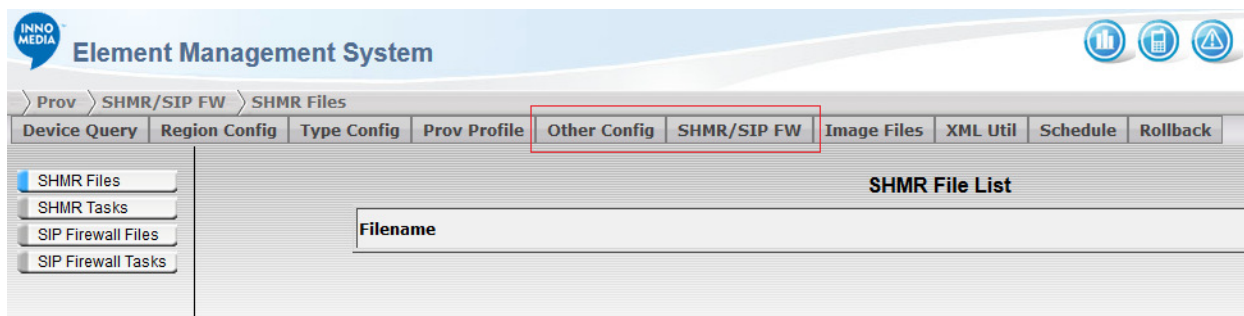 INNO
MEDIA
Element Management System
Prov SHMR/SIP FW SHMR Files
Device Query Region Config Type Config Prov Profile Other Config SHMR/SIP FW Image Files XML Util Schedule Rollback
SHMR Files
SHMR Tasks
SIP Firewall Files
SIP Firewall Tasks
SHMR File List
Filename